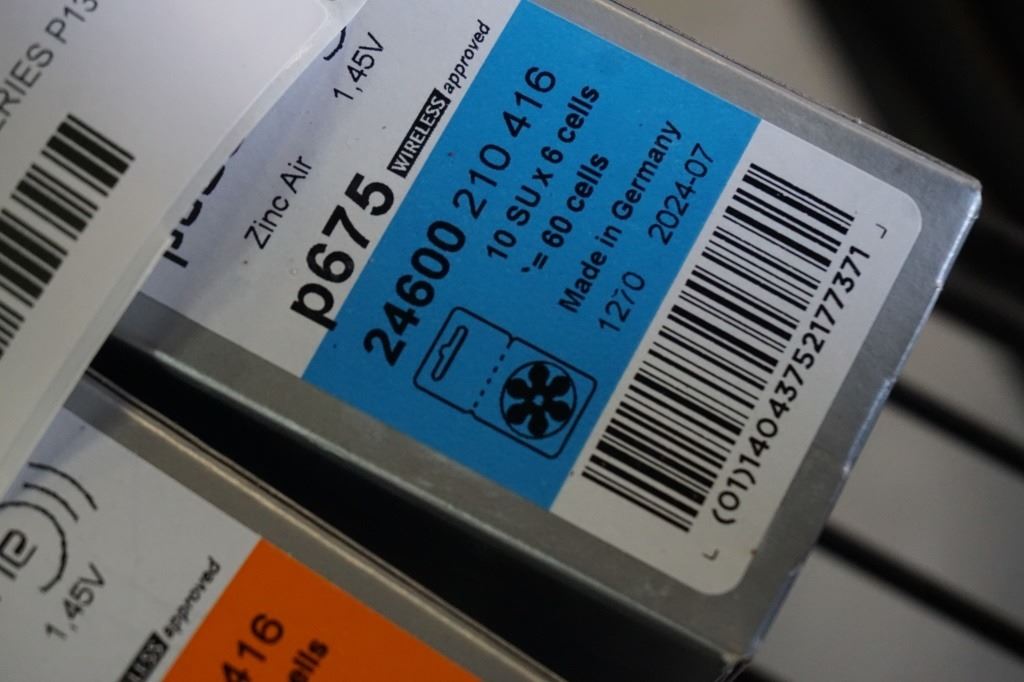 ERIES P13
1,45V
Zinc Air
p675 WIRELESS approved
24600 210 416
10 SU x 6 cells
`= 60 cells
Made in Germany
1270 2024-07
(01)14043752177371
1,45V
approved
416